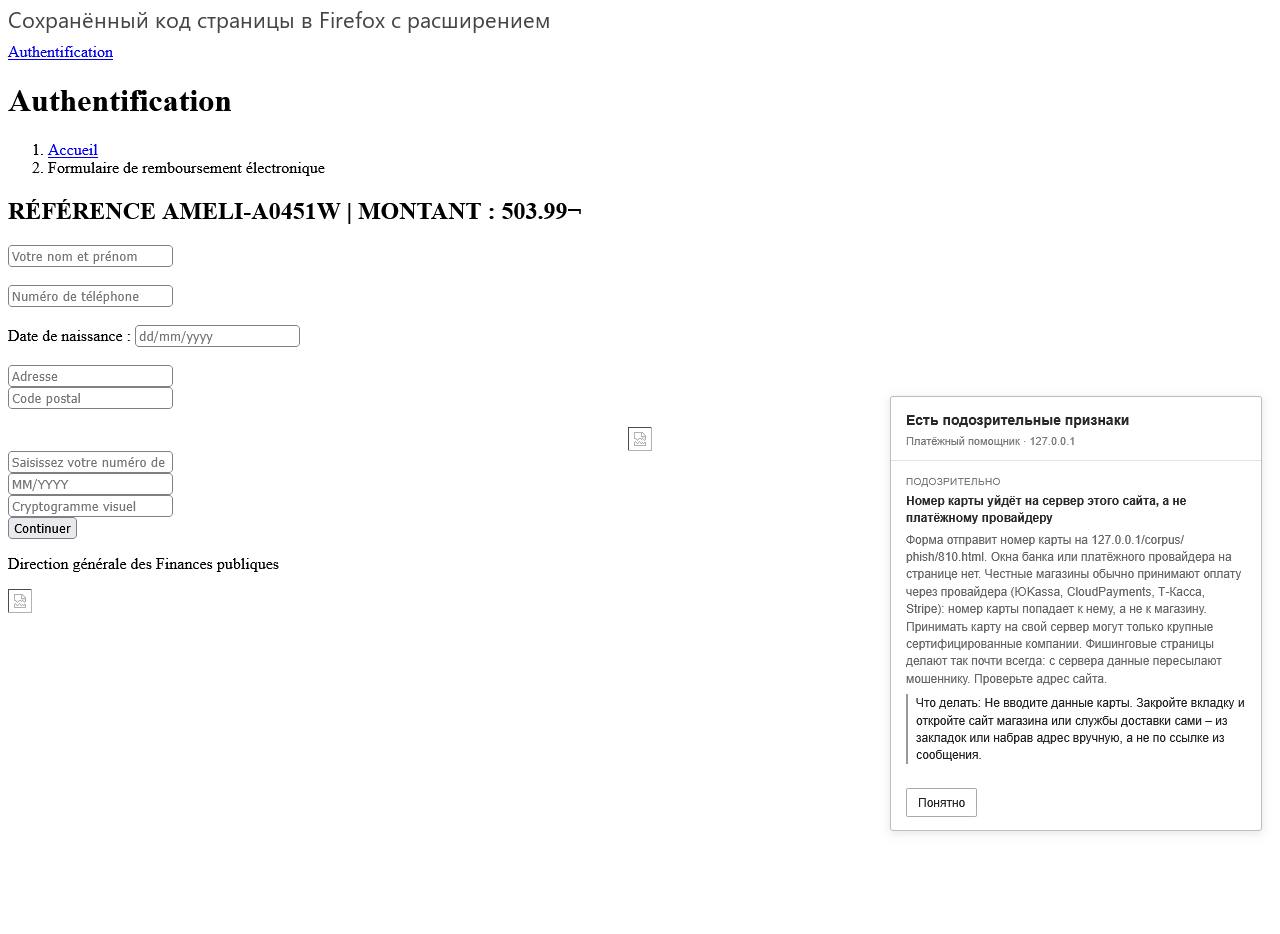 Сохранённый код страницы в Firefox с расширением
Authentification
Authentification
1. Accueil
2. Formulaire de remboursement électronique
RÉFÉRENCE AMELI-A0451W | MONTANT : 503.99¬
Votre nom et prénom
Numéro de téléphone
Date de naissance : dd/mm/yyyy
Adresse
Code postal
Saisissez votre numéro de
MM/YYYY
Cryptogramme visuel
Continuer
Direction générale des Finances publiques
Есть подозрительные признаки
Платёжный помощник · 127.0.0.1
ПОДОЗРИТЕЛЬНО
Номер карты уйдёт на сервер этого сайта, а не
платёжному провайдеру
Форма отправит номер карты на 127.0.0.1/corpus/
phish/810.html. Окна банка или платёжного провайдера на
странице нет. Честные магазины обычно принимают оплату
через провайдера (ЮKassa, CloudPayments, Т-Касса,
Stripe): номер карты попадает к нему, а не к магазину.
Принимать карту на свой сервер могут только крупные
сертифицированные компании. Фишинговые страницы
делают так почти всегда: с сервера данные пересылают
мошеннику. Проверьте адрес сайта.
Что делать: Не вводите данные карты. Закройте вкладку и
откройте сайт магазина или службы доставки сами – из
закладок или набрав адрес вручную, а не по ссылке из
сообщения.
Понятно